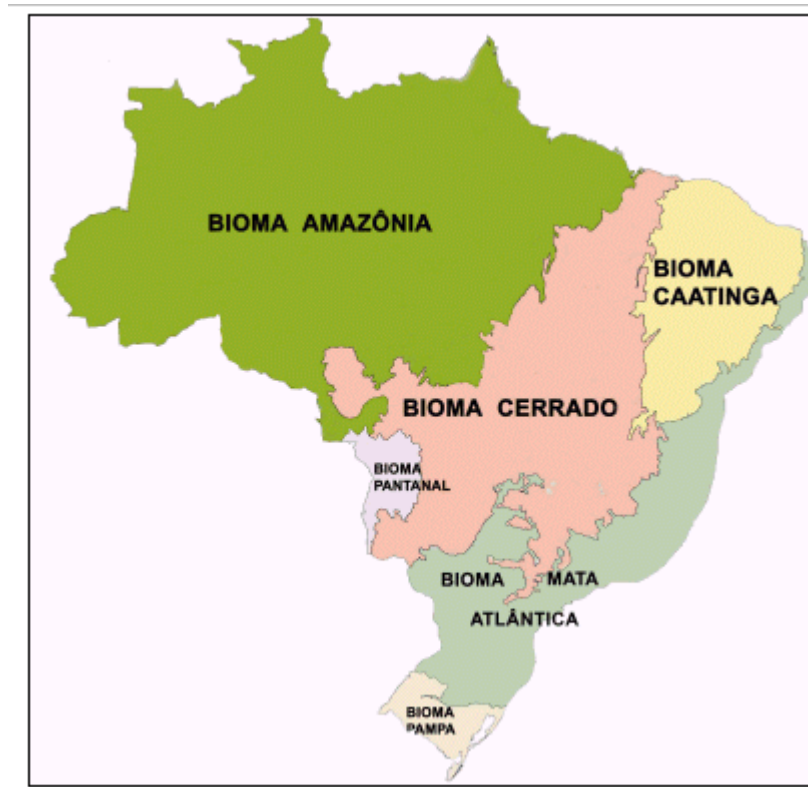 BIOMA AMAZÔNIA
BIOMA
CAATINGA
BIOMA CERRADO
BIOMA
PANTANAL
BIOMA MATA
ATLÂNTICA
BIOMA
PAMPA